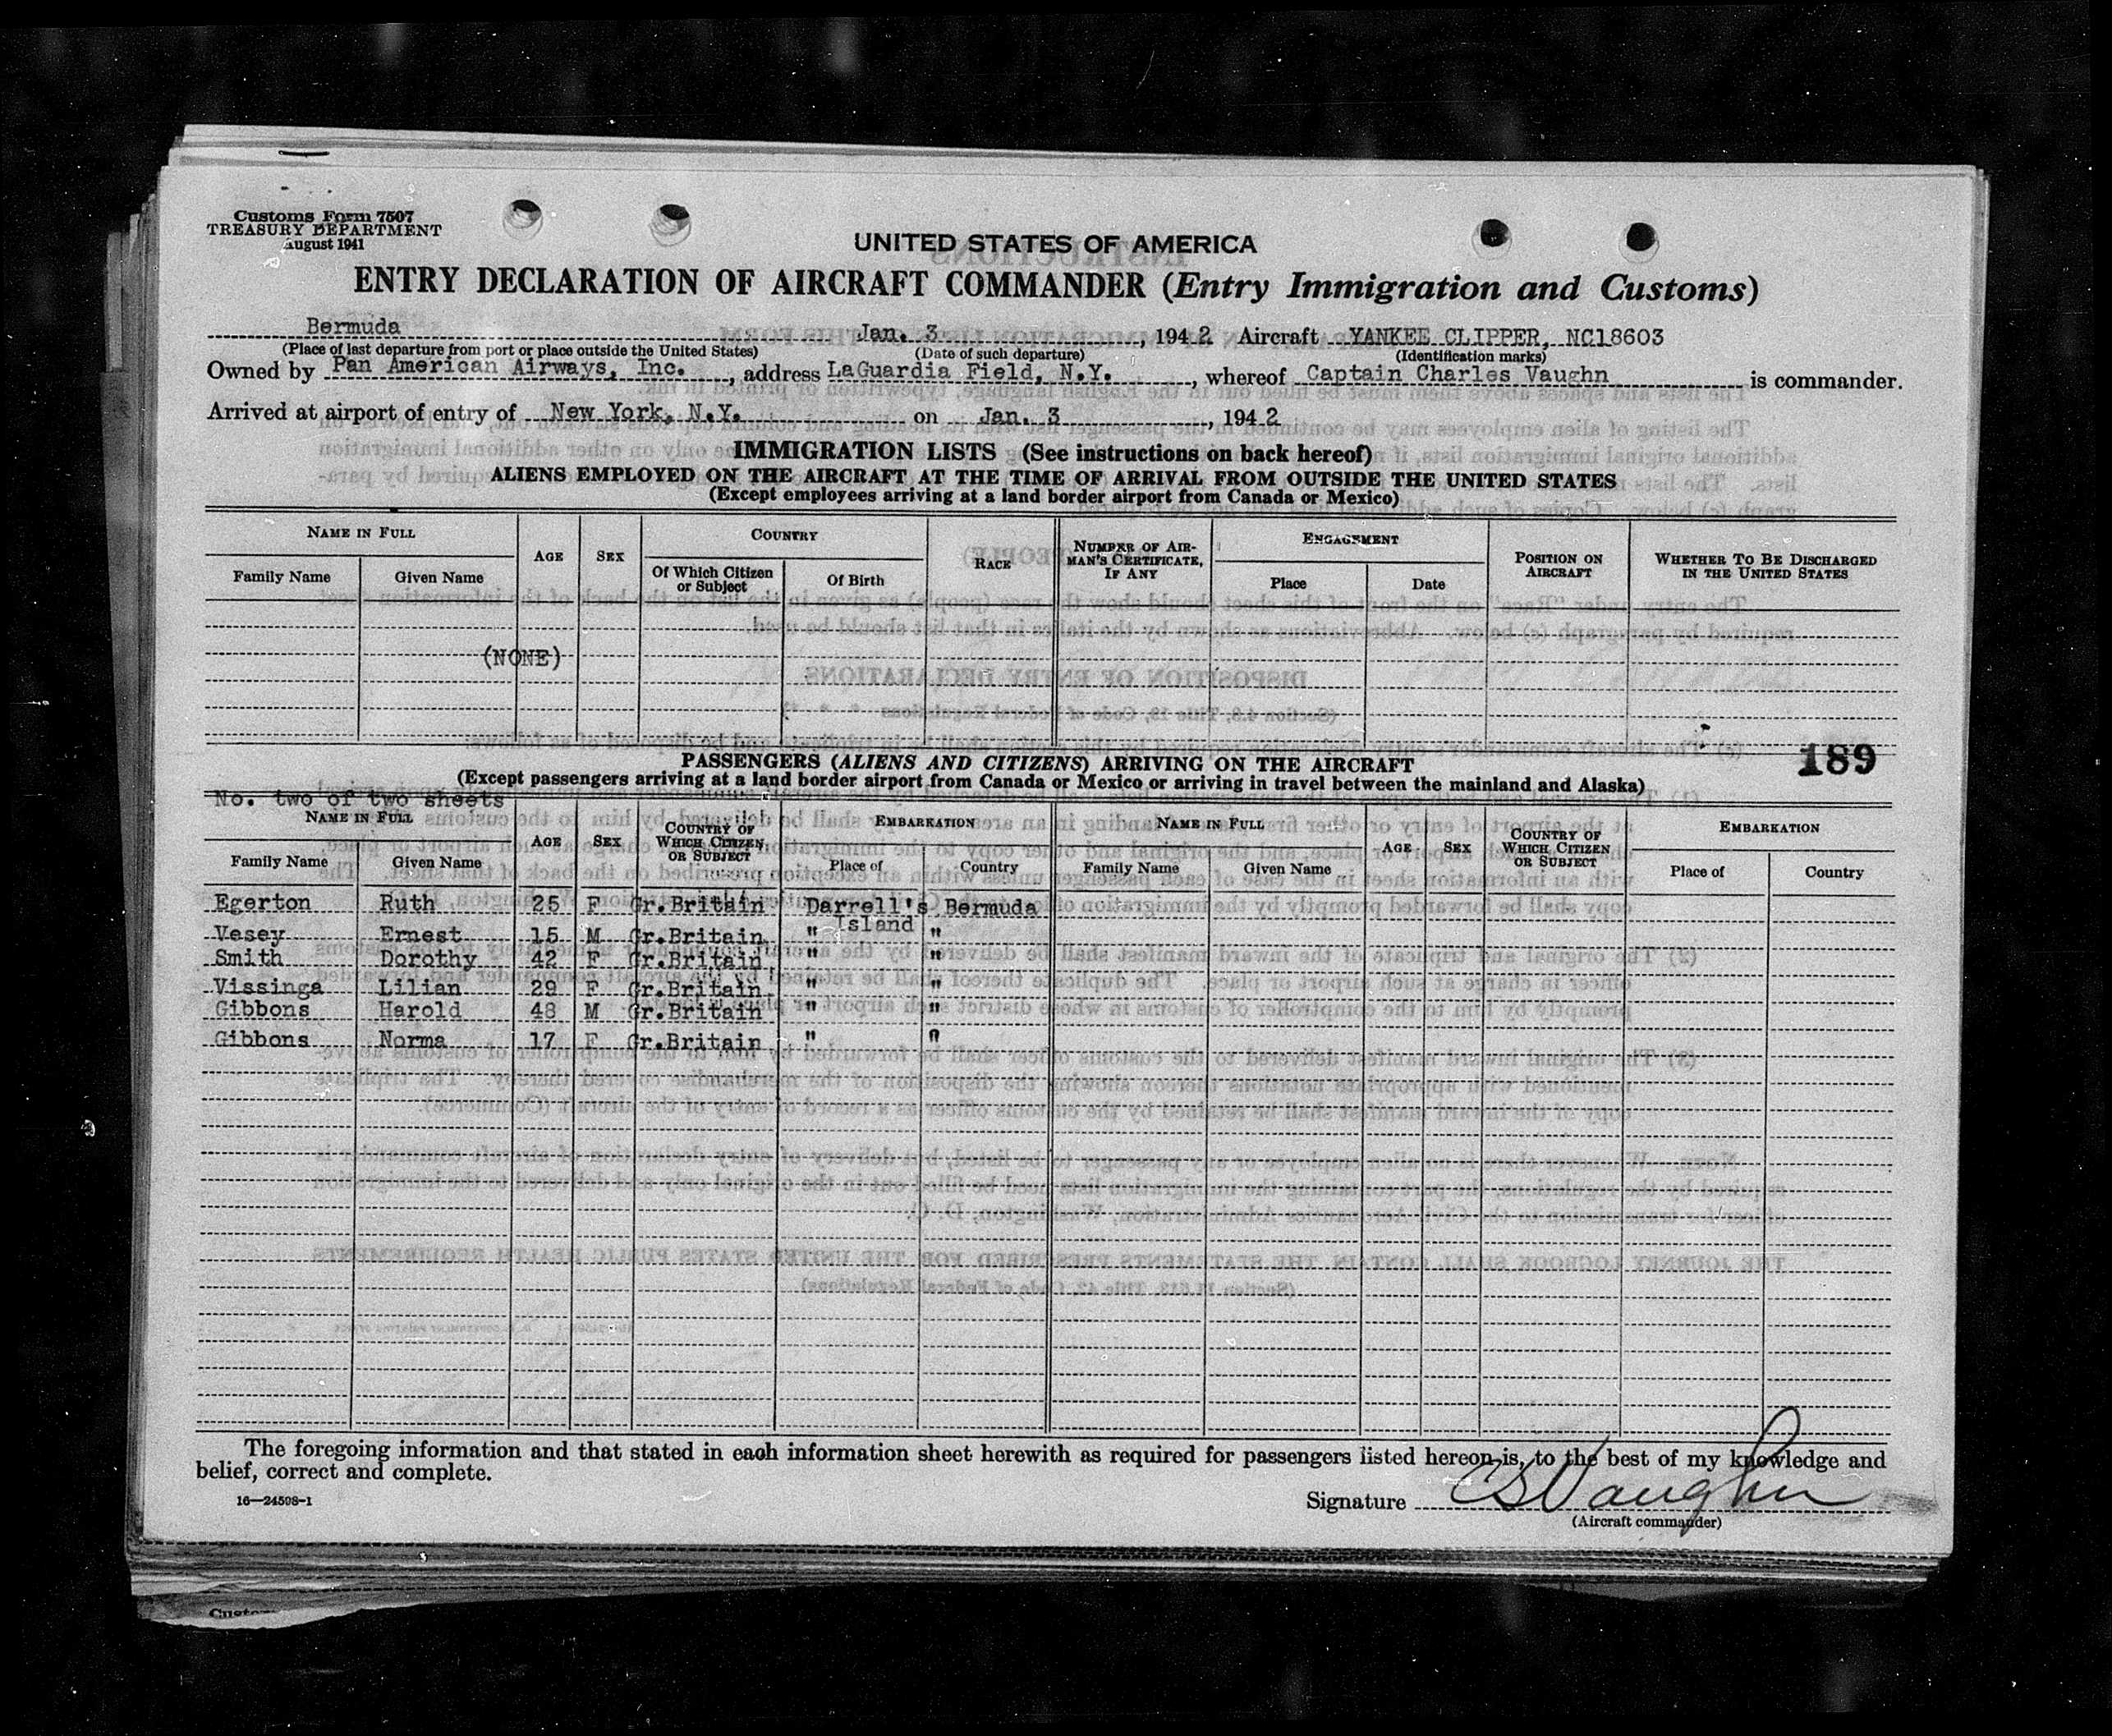 Customs Form 7507
TREASURY DEPARTMENT
August 1941
UNITED STATES OF AMERICA
ENTRY DECLARATION OF AIRCRAFT COMMANDER (Entry Immigration and Customs)
Bermuda Jan. 3, 1942 Aircraft YANKEE CLIPPER, NC18603
(Place of last departure from port or place outside the United States) (Date of such departure) (Identification marks)
Owned by Pan American Airways, Inc., address LaGuardia Field, N.Y., whereof Captain Charles Vaughn is commander.
Arrived at airport of entry of New York, N.Y. on Jan. 3, 1942
IMMIGRATION LISTS (See instructions on back hereof)
ALIENS EMPLOYED ON THE AIRCRAFT AT THE TIME OF ARRIVAL FROM OUTSIDE THE UNITED STATES
(Except employees arriving at a land border airport from Canada or Mexico)
NAME IN FULL AGE SEX COUNTRY RACE NUMBER OF AIRMAN'S CERTIFICATE, IF ANY ENGAGEMENT POSITION ON AIRCRAFT WHETHER TO BE DISCHARGED IN THE UNITED STATES
Family Name Given Name Of Which Citizen or Subject Of Birth Place Date
(NONE)
189
PASSENGERS (ALIENS AND CITIZENS) ARRIVING ON THE AIRCRAFT
(Except passengers arriving at a land border airport from Canada or Mexico or arriving in travel between the mainland and Alaska)
No. two of two sheets
NAME IN FULL AGE SEX COUNTRY OF WHICH CITIZEN OR SUBJECT EMBARKATION NAME IN FULL AGE SEX COUNTRY OF WHICH CITIZEN OR SUBJECT EMBARKATION
Family Name Given Name Place of Country Family Name Given Name Place of Country
Egerton Ruth 25 F Gr.Britain Darrell's Bermuda
Island
Vesey Ernest 15 M Gr.Britain " "
Smith Dorothy 42 F Gr.Britain " "
Vissinga Lilian 29 F Gr.Britain " "
Gibbons Harold 48 M Gr.Britain " "
Gibbons Norma 17 F Gr.Britain " "
The foregoing information and that stated in each information sheet herewith as required for passengers listed hereon is, to the best of my knowledge and
belief, correct and complete.
16—24598-1
Signature CSVaughn
(Aircraft commander)